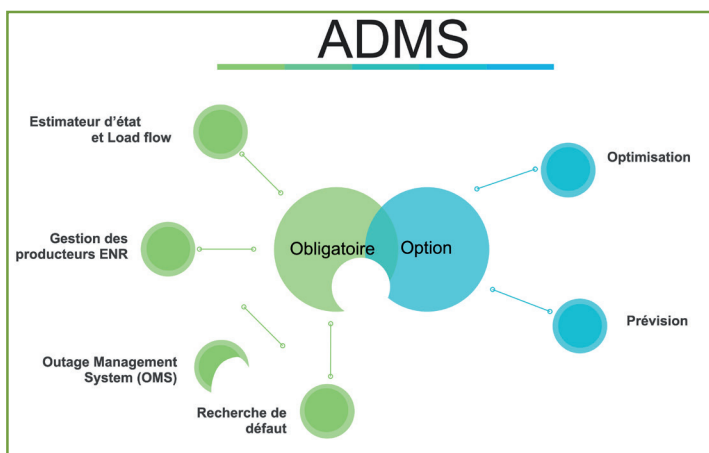 ADMS
Estimateur d’état
et Load flow
Optimisation
Gestion des
producteurs ENR
Obligatoire
Option
Prévision
Outage Management
System (OMS)
Recherche de
défaut